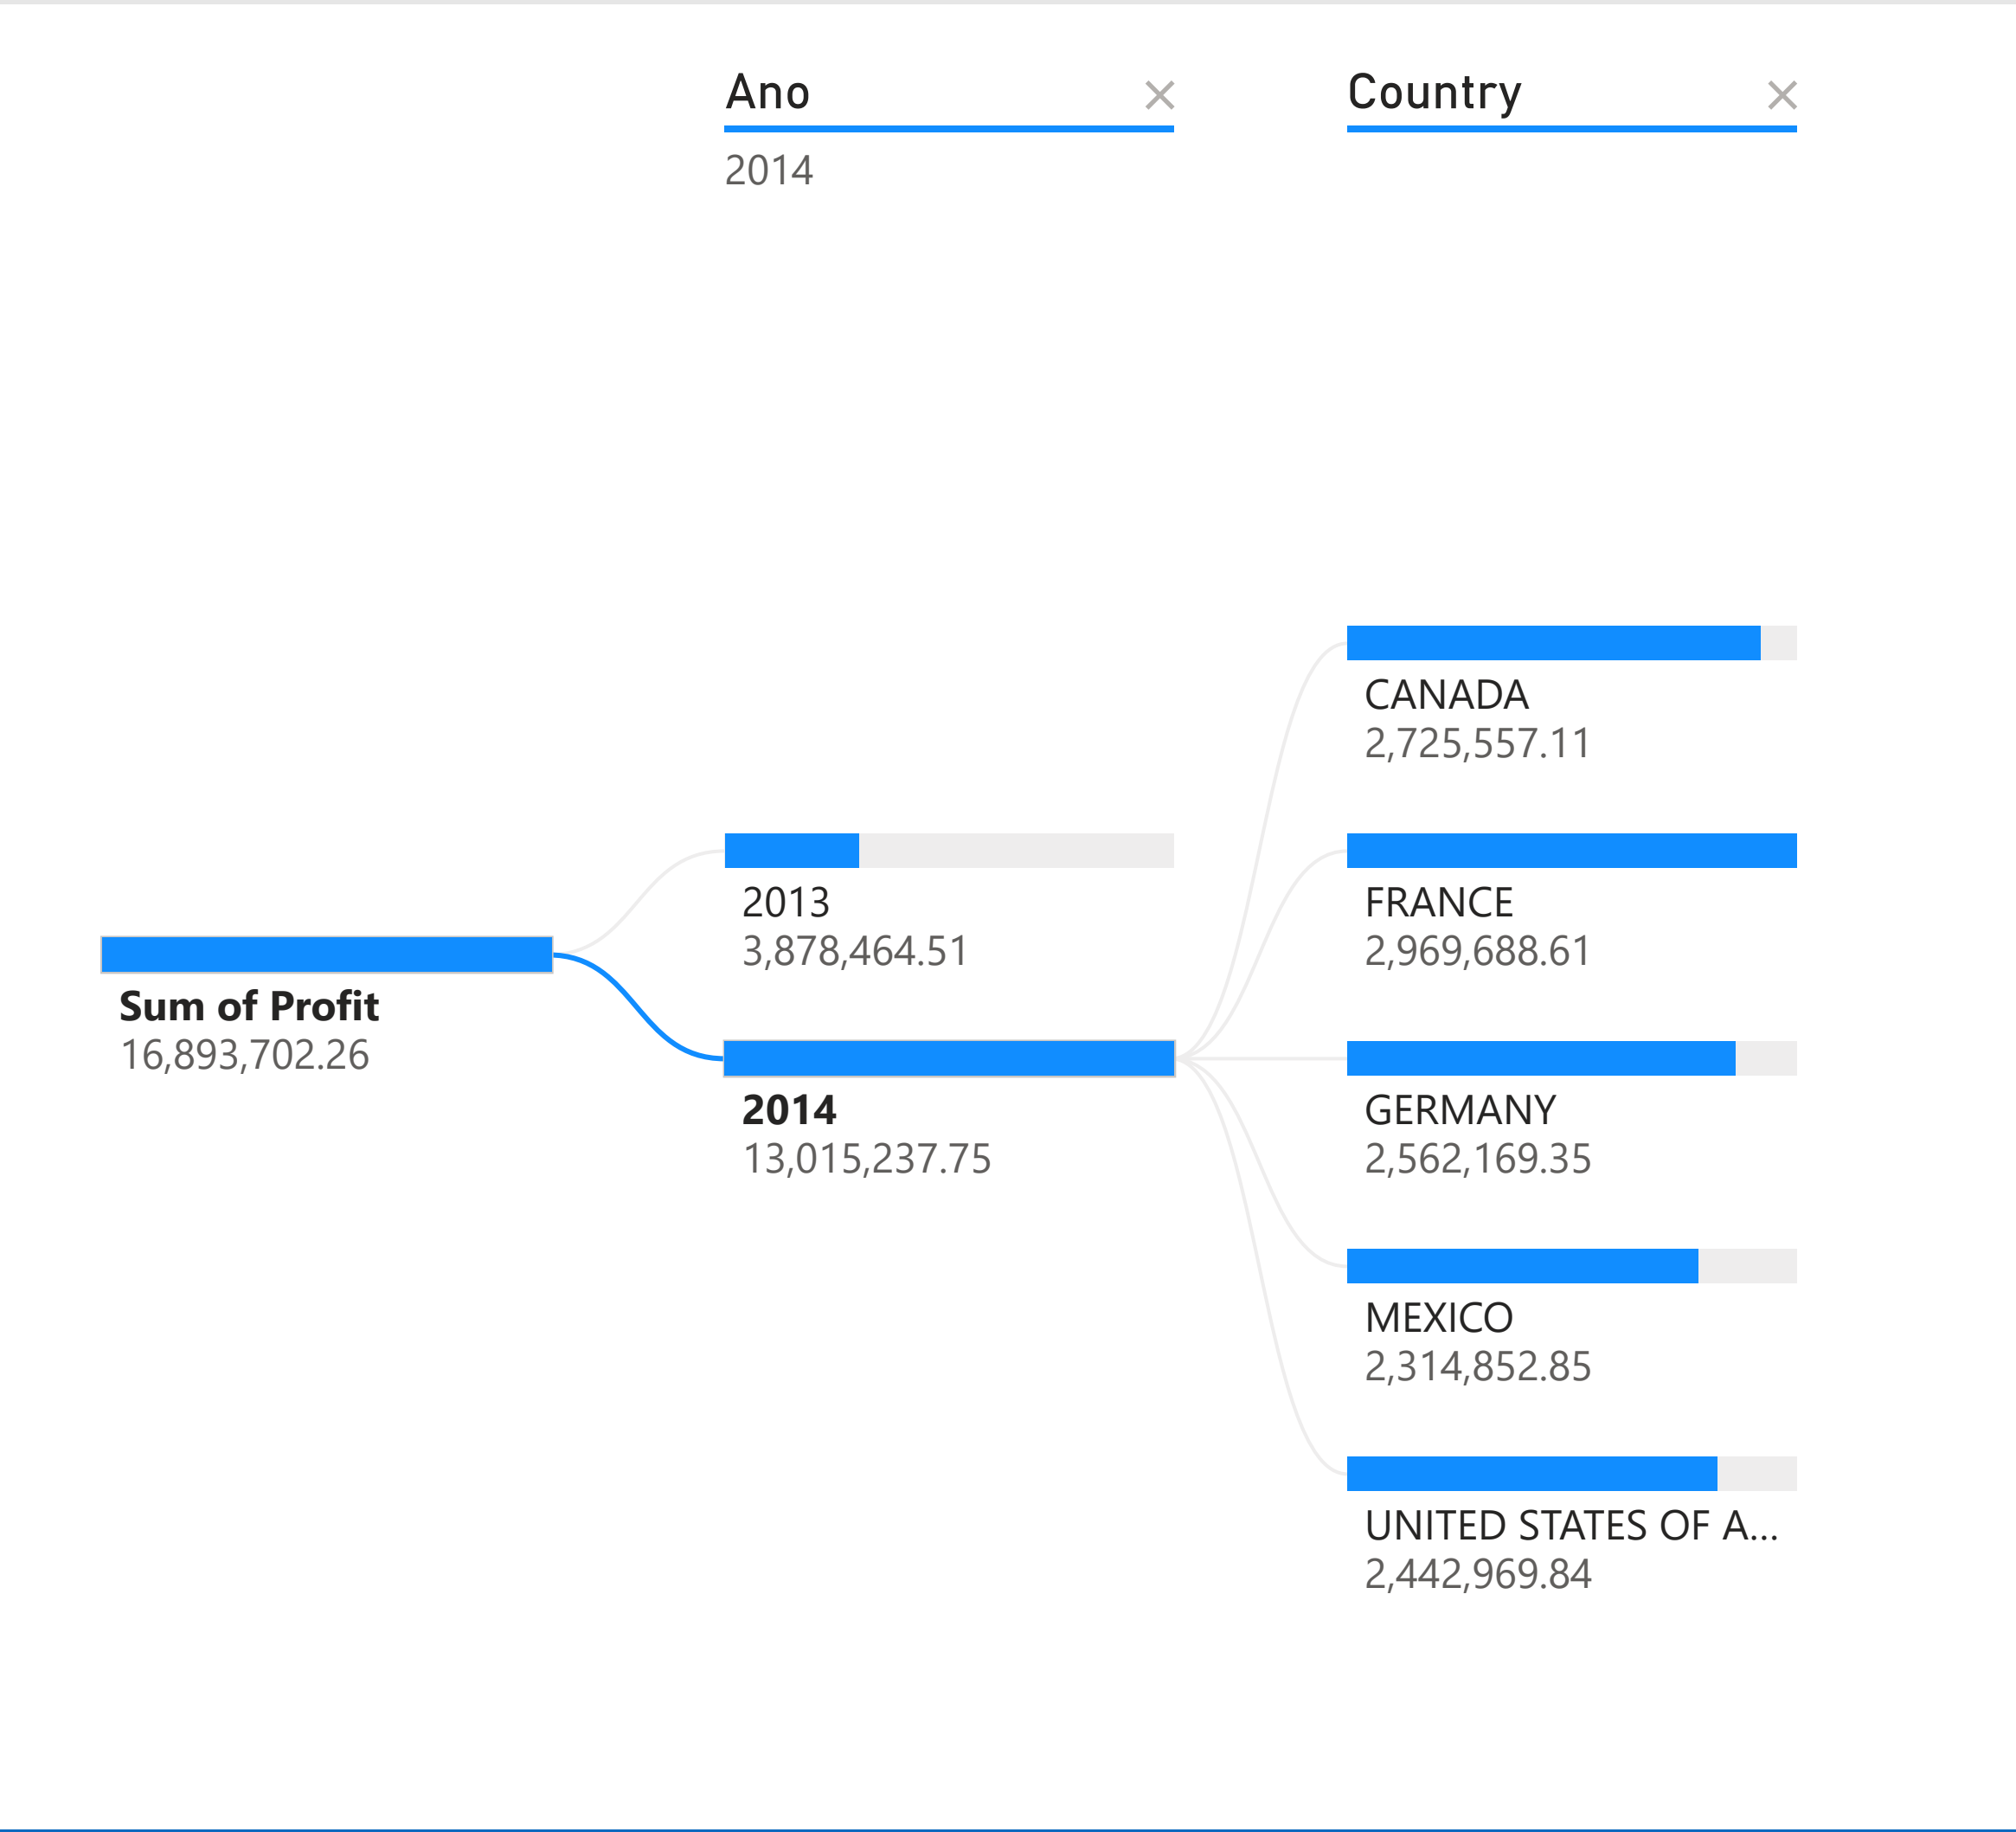 Ano
Country
2014
Sum of Profit
16,893,702.26
2013
3,878,464.51
2014
13,015,237.75
CANADA
2,725,557.11
FRANCE
2,969,688.61
GERMANY
2,562,169.35
MEXICO
2,314,852.85
UNITED STATES OF A...
2,442,969.84